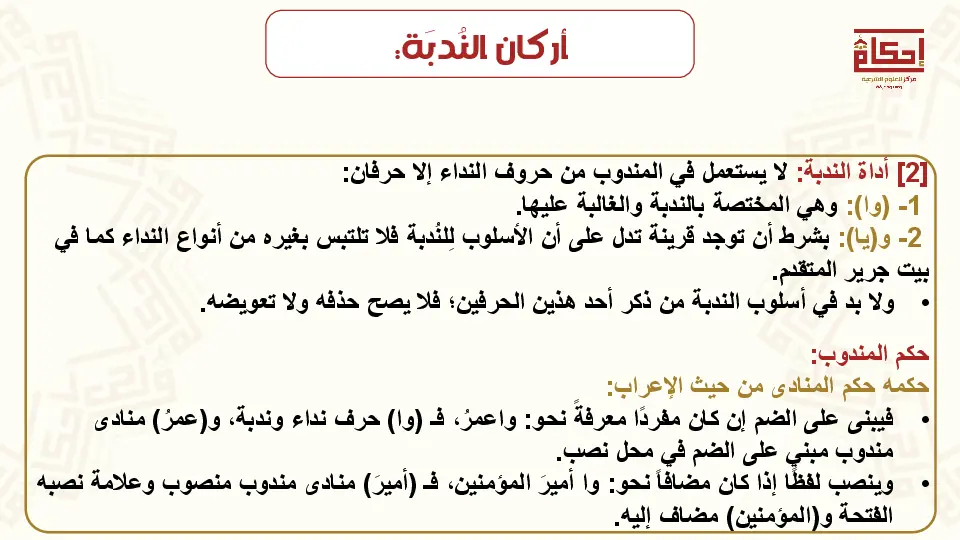 أركان النُدبَة:
إحكام
مركز للعلوم الشرعية
[2] أداة الندبة: لا يستعمل في المندوب من حروف النداء إلا حرفان:
1- (وا): وهي المختصة بالندبة والغالبة عليها.
2- و(يا): بشرط أن توجد قرينة تدل على أن الأسلوب لِلنُدبة فلا تلتبس بغيره من أنواع النداء كما في
بيت جرير المتقدم.
• ولا بد في أسلوب الندبة من ذكر أحد هذين الحرفين؛ فلا يصح حذفه ولا تعويضه.
حكم المندوب:
حكمه حكم المنادى من حيث الإعراب:
• فيبنى على الضم إن كان مفردًا معرفةً نحو: واعمرُ، فـ (وا) حرف نداء وندبة، و(عمرُ) منادى
مندوب مبني على الضم في محل نصب.
• وينصب لفظًا إذا كان مضافاً نحو: وا أميرَ المؤمنين، فـ (أميرَ) منادى مندوب منصوب وعلامة نصبه
الفتحة و(المؤمنين) مضاف إليه.